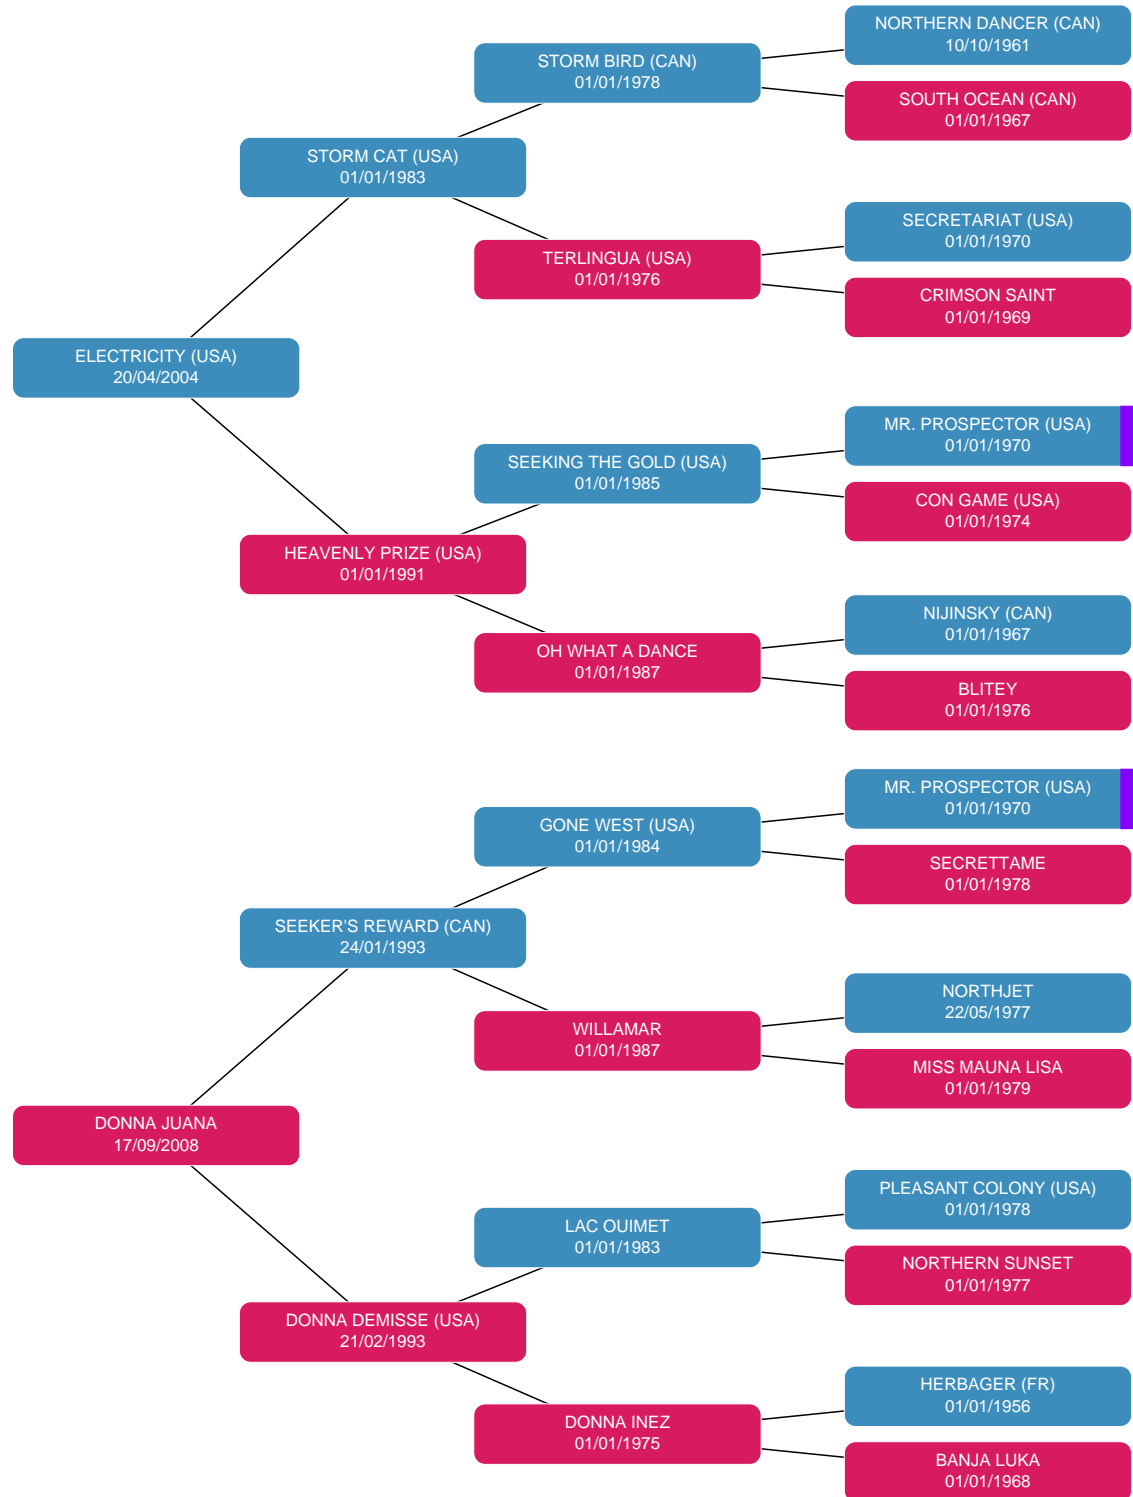 NORTHERN DANCER (CAN)
10/10/1961
STORM BIRD (CAN)
01/01/1978
SOUTH OCEAN (CAN)
01/01/1967
STORM CAT (USA)
01/01/1983
SECRETARIAT (USA)
01/01/1970
TERLINGUA (USA)
01/01/1976
CRIMSON SAINT
01/01/1969
ELECTRICITY (USA)
20/04/2004
MR. PROSPECTOR (USA)
01/01/1970
SEEKING THE GOLD (USA)
01/01/1985
CON GAME (USA)
01/01/1974
HEAVENLY PRIZE (USA)
01/01/1991
NIJINSKY (CAN)
01/01/1967
OH WHAT A DANCE
01/01/1987
BLITEY
01/01/1976
MR. PROSPECTOR (USA)
01/01/1970
GONE WEST (USA)
01/01/1984
SECRETTAME
01/01/1978
SEEKER'S REWARD (CAN)
24/01/1993
NORTHJET
22/05/1977
WILLAMAR
01/01/1987
MISS MAUNA LISA
01/01/1979
DONNA JUANA
17/09/2008
PLEASANT COLONY (USA)
01/01/1978
LAC OUIMET
01/01/1983
NORTHERN SUNSET
01/01/1977
DONNA DEMISSE (USA)
21/02/1993
HERBAGER (FR)
01/01/1956
DONNA INEZ
01/01/1975
BANJA LUKA
01/01/1968